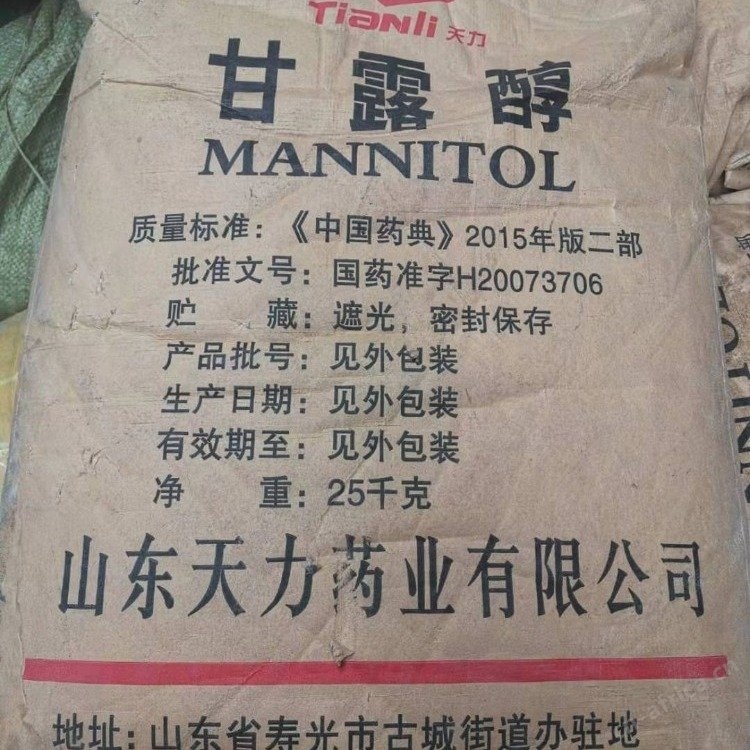 Tianli 天力
甘露醇
MANNITOL
质量标准：《中国药典》2015年版二部
批准文号：国药准字H20073706
贮 藏：遮光，密封保存
产品批号：见外包装
生产日期：见外包装
有效期至：见外包装
净 重：25千克
山东天力药业有限公司
地址：山东省寿光市古城街道办驻地